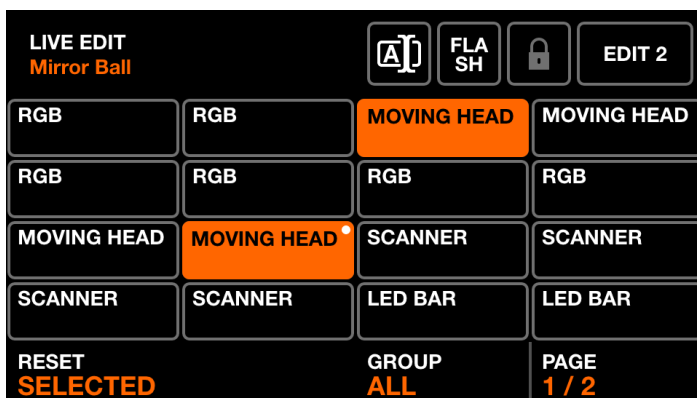 LIVE EDIT
Mirror Ball
A
FLA
SH
EDIT 2
RGB
RGB
MOVING HEAD
MOVING HEAD
RGB
RGB
RGB
RGB
MOVING HEAD
MOVING HEAD
SCANNER
SCANNER
SCANNER
SCANNER
LED BAR
LED BAR
RESET
SELECTED
GROUP
ALL
PAGE
1 / 2